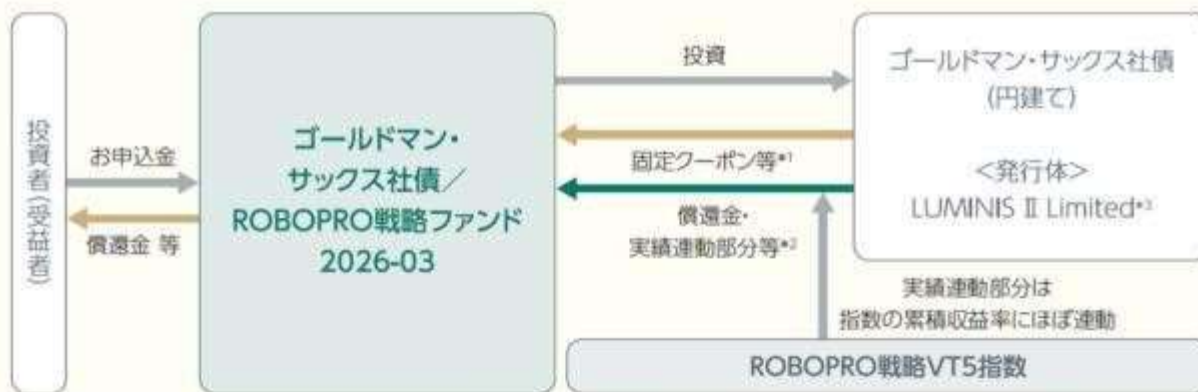 投資者(受益者)
お申込金
償還金 等
ゴールドマン・
サックス社債／
ROBOPRO戦略ファンド
2026-03
投資
固定クーポン等*1
償還金・
実績連動部分等*2
ゴールドマン・サックス社債
(円建て)
<発行体>
LUMINIS II Limited*3
実績連動部分は
指数の累積収益率にほぼ連動
ROBOPRO戦略VT5指数